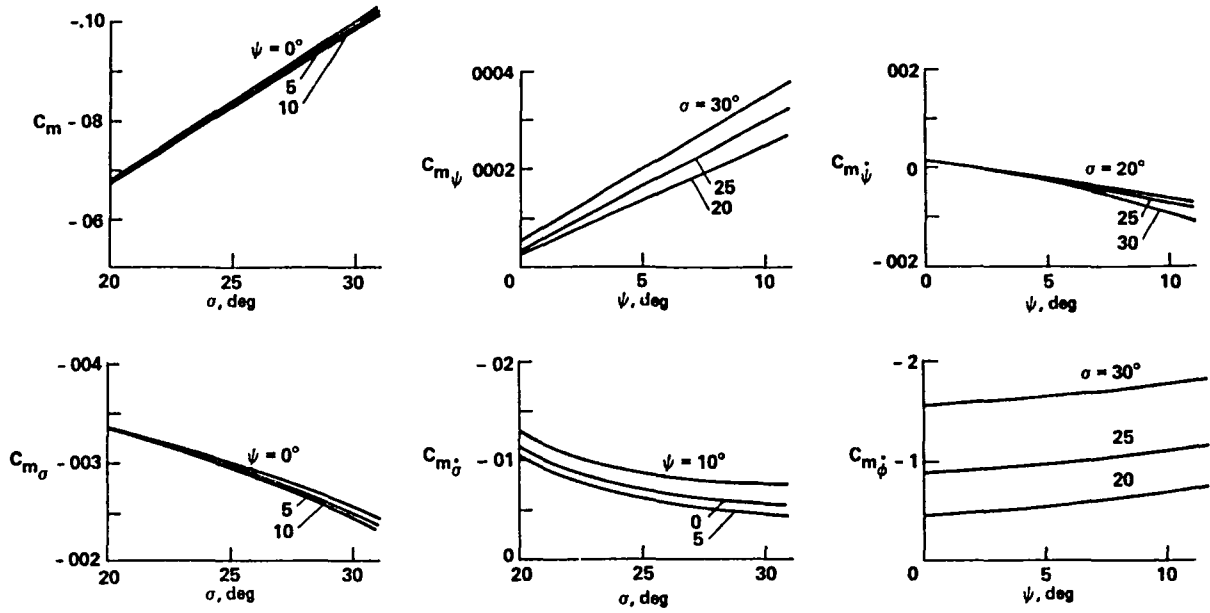 -.10
C_m - 08
- 06
ψ = 0°
5
10
20 25 30
σ, deg
0004
C_mψ 0002
0
σ = 30°
25
20
0 5 10
ψ, deg
002
C_mψ̇ 0
- 002
σ = 20°
25
30
0 5 10
ψ, deg
- 004
C_mσ - 003
- 002
ψ = 0°
5
10
20 25 30
σ, deg
- 02
C_mσ̇ - 01
0
ψ = 10°
0
5
20 25 30
σ, deg
- 2
C_mφ̇ - 1
0
σ = 30°
25
20
0 5 10
ψ, deg